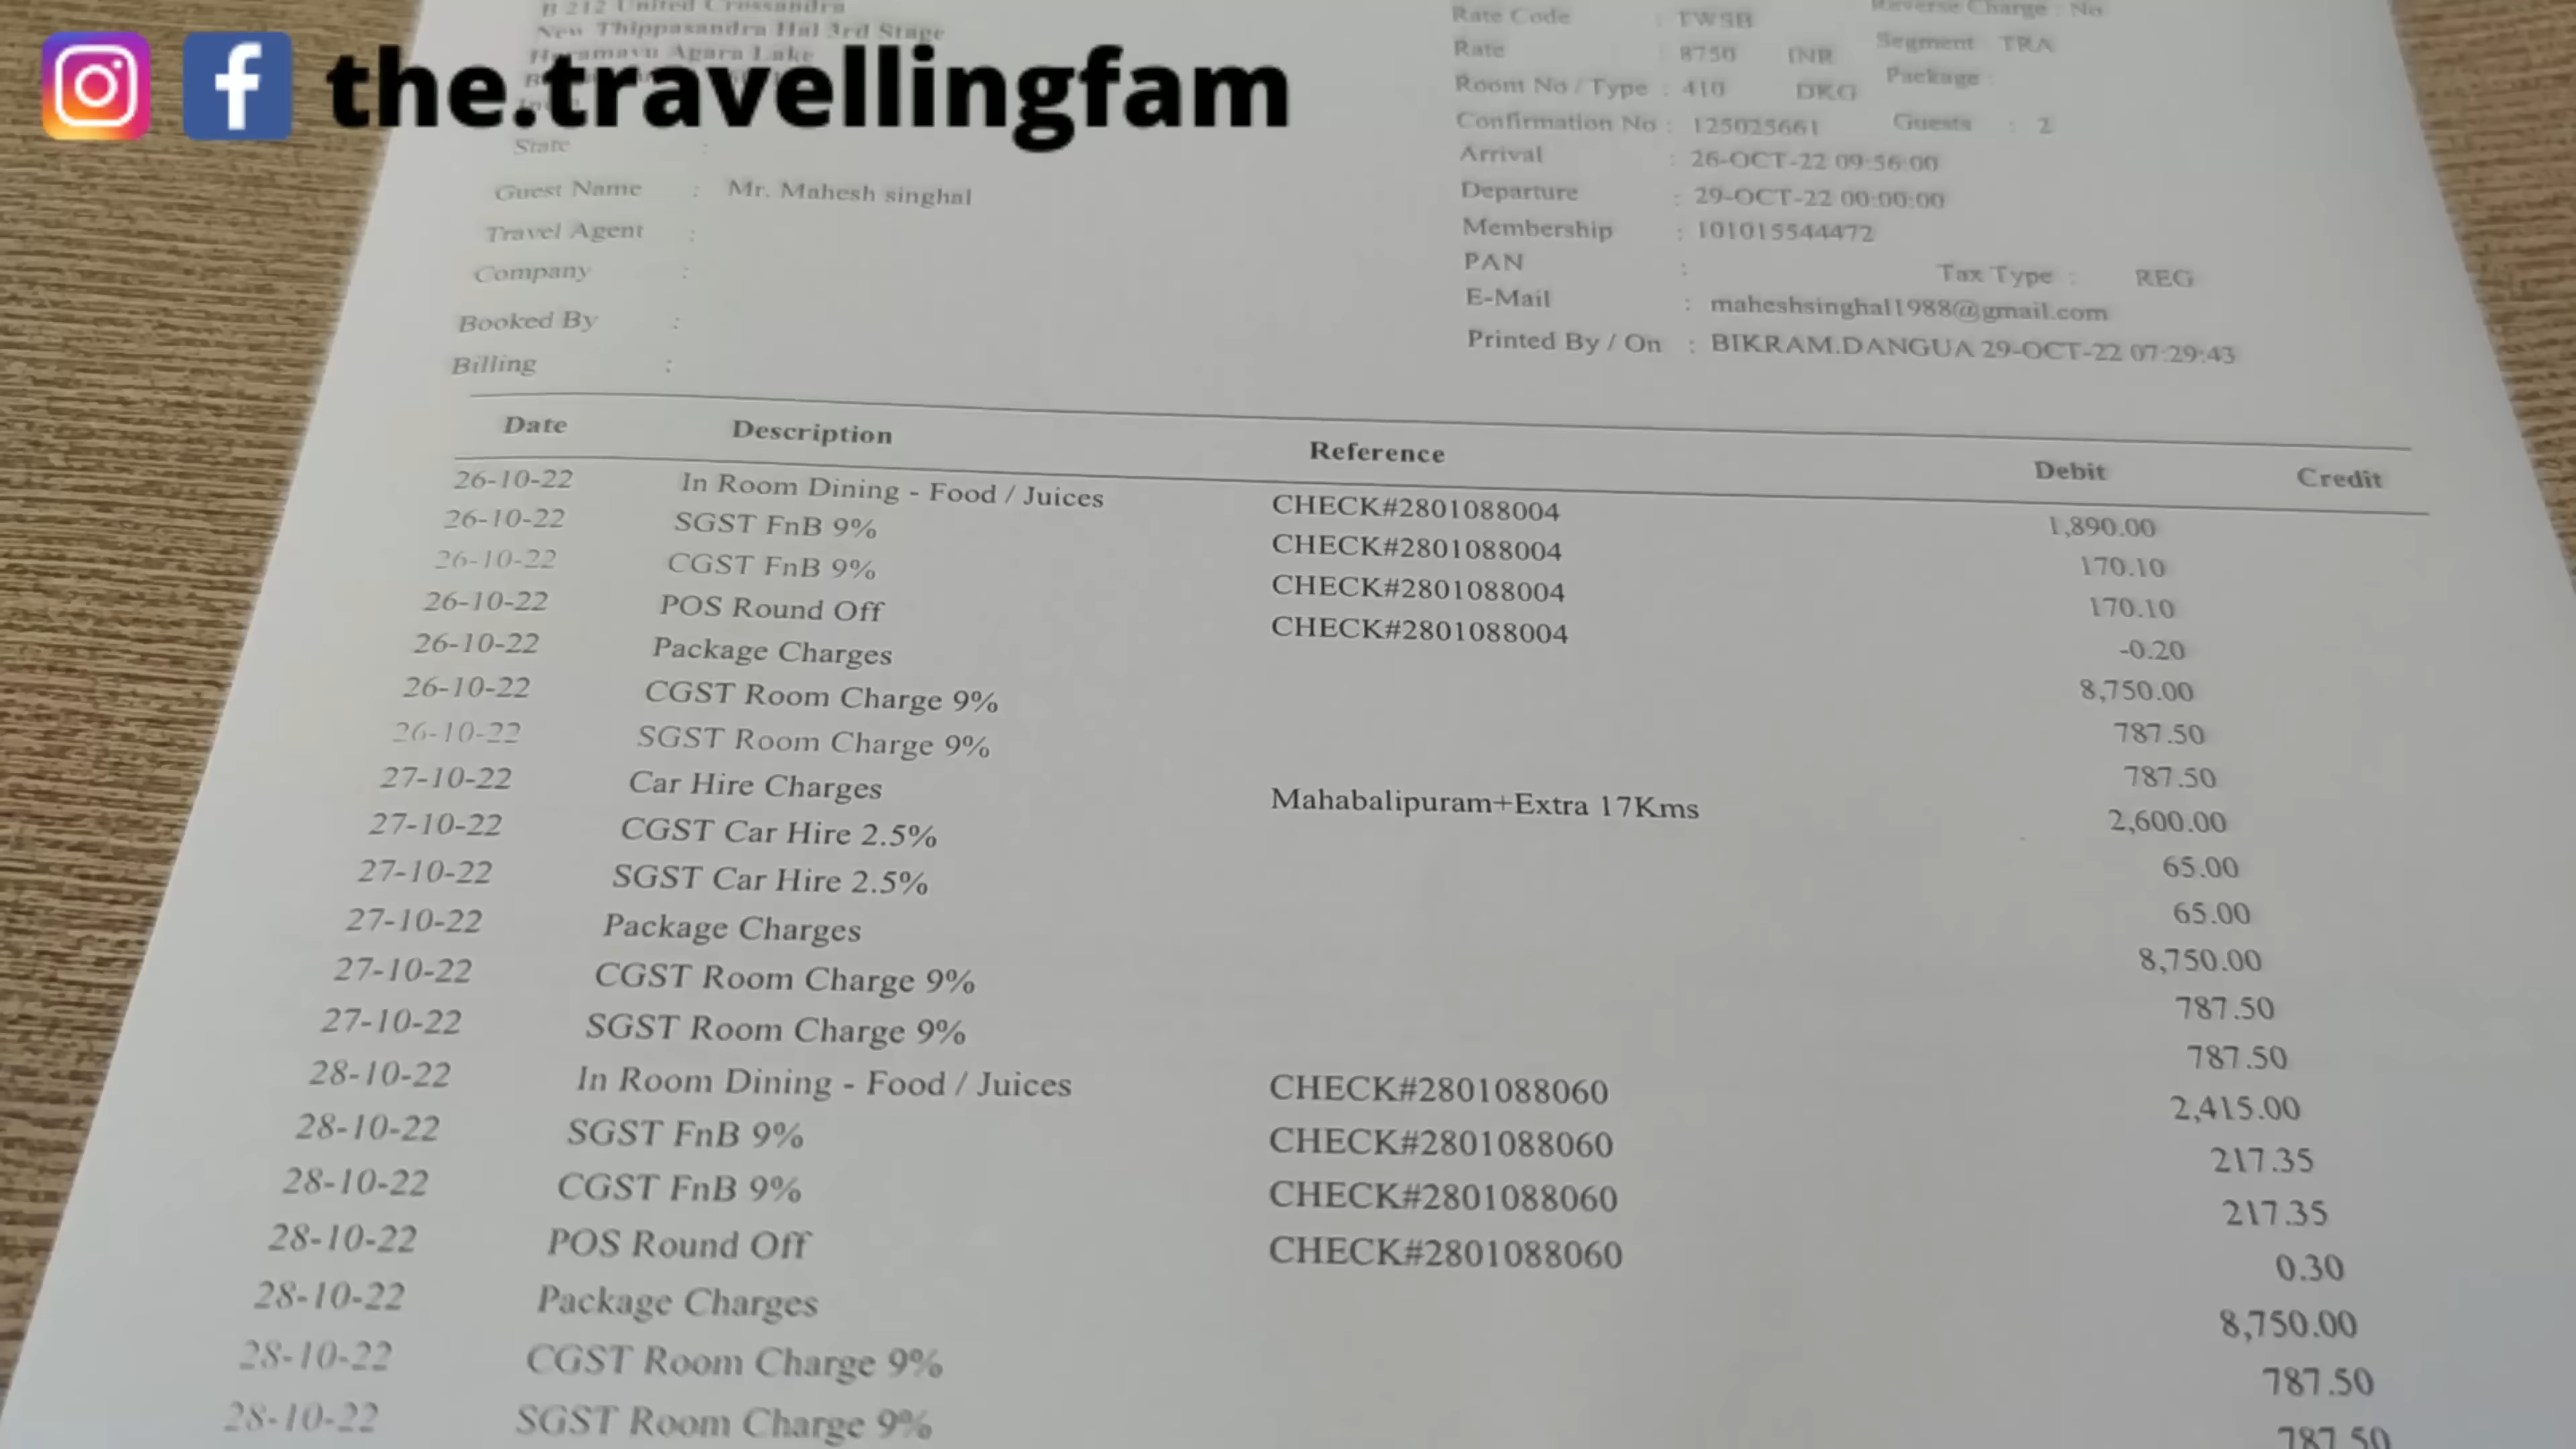 the.travellingfam
B 212 United Crossandra
New Thippasandra Hal 3rd Stage
Agara Lake
State :
Guest Name : Mr. Mahesh singhal
Travel Agent :
Company :
Booked By :
Billing :
Rate Code : TWSB Reverse Charge : No
Rate : 8750 INR Segment TRA
Room No / Type : 410 DKG Package :
Confirmation No : 125025661 Guests : 2
Arrival : 26-OCT-22 09:56:00
Departure : 29-OCT-22 00:00:00
Membership : 101015544472
PAN : Tax Type : REG
E-Mail : maheshsinghal1988@gmail.com
Printed By / On : BIKRAM.DANGUA 29-OCT-22 07:29:43
Date Description Reference Debit Credit
26-10-22 In Room Dining - Food / Juices CHECK#2801088004 1,890.00
26-10-22 SGST FnB 9% CHECK#2801088004 170.10
26-10-22 CGST FnB 9% CHECK#2801088004 170.10
26-10-22 POS Round Off CHECK#2801088004 -0.20
26-10-22 Package Charges 8,750.00
26-10-22 CGST Room Charge 9% 787.50
26-10-22 SGST Room Charge 9% 787.50
27-10-22 Car Hire Charges Mahabalipuram+Extra 17Kms 2,600.00
27-10-22 CGST Car Hire 2.5% 65.00
27-10-22 SGST Car Hire 2.5% 65.00
27-10-22 Package Charges 8,750.00
27-10-22 CGST Room Charge 9% 787.50
27-10-22 SGST Room Charge 9% 787.50
28-10-22 In Room Dining - Food / Juices CHECK#2801088060 2,415.00
28-10-22 SGST FnB 9% CHECK#2801088060 217.35
28-10-22 CGST FnB 9% CHECK#2801088060 217.35
28-10-22 POS Round Off CHECK#2801088060 0.30
28-10-22 Package Charges 8,750.00
28-10-22 CGST Room Charge 9% 787.50
28-10-22 SGST Room Charge 9% 787.50